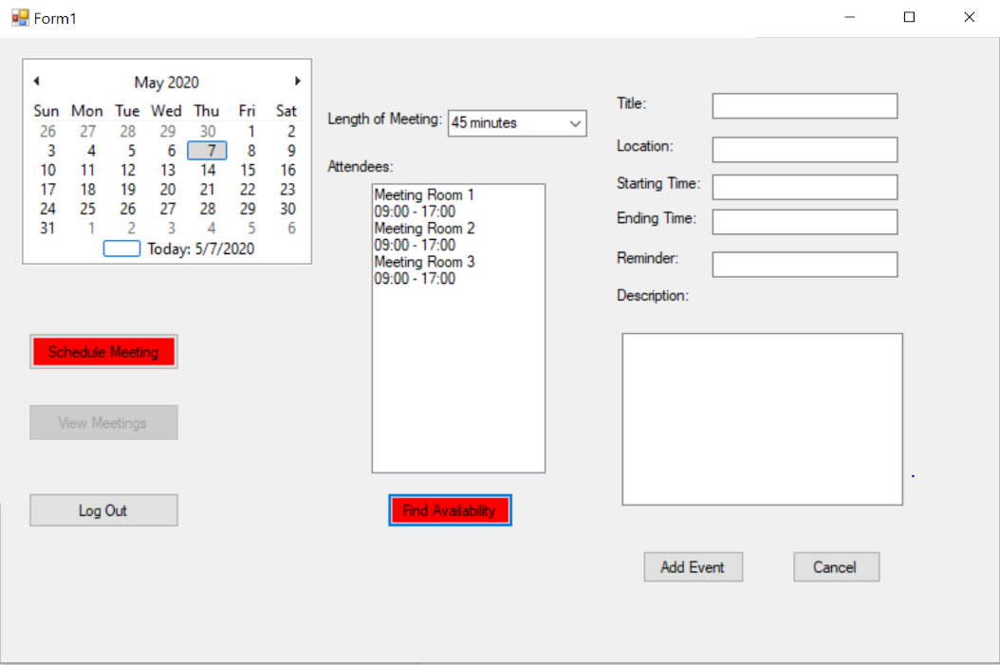 Form1
May 2020
Sun Mon Tue Wed Thu Fri Sat
26 27 28 29 30 1 2
3 4 5 6 7 8 9
10 11 12 13 14 15 16
17 18 19 20 21 22 23
24 25 26 27 28 29 30
31 1 2 3 4 5 6
Today: 5/7/2020
Schedule Meeting
View Meetings
Log Out
Length of Meeting: 45 minutes
Attendees:
Meeting Room 1
09:00 - 17:00
Meeting Room 2
09:00 - 17:00
Meeting Room 3
09:00 - 17:00
Find Availability
Title:
Location:
Starting Time:
Ending Time:
Reminder:
Description:
Add Event Cancel